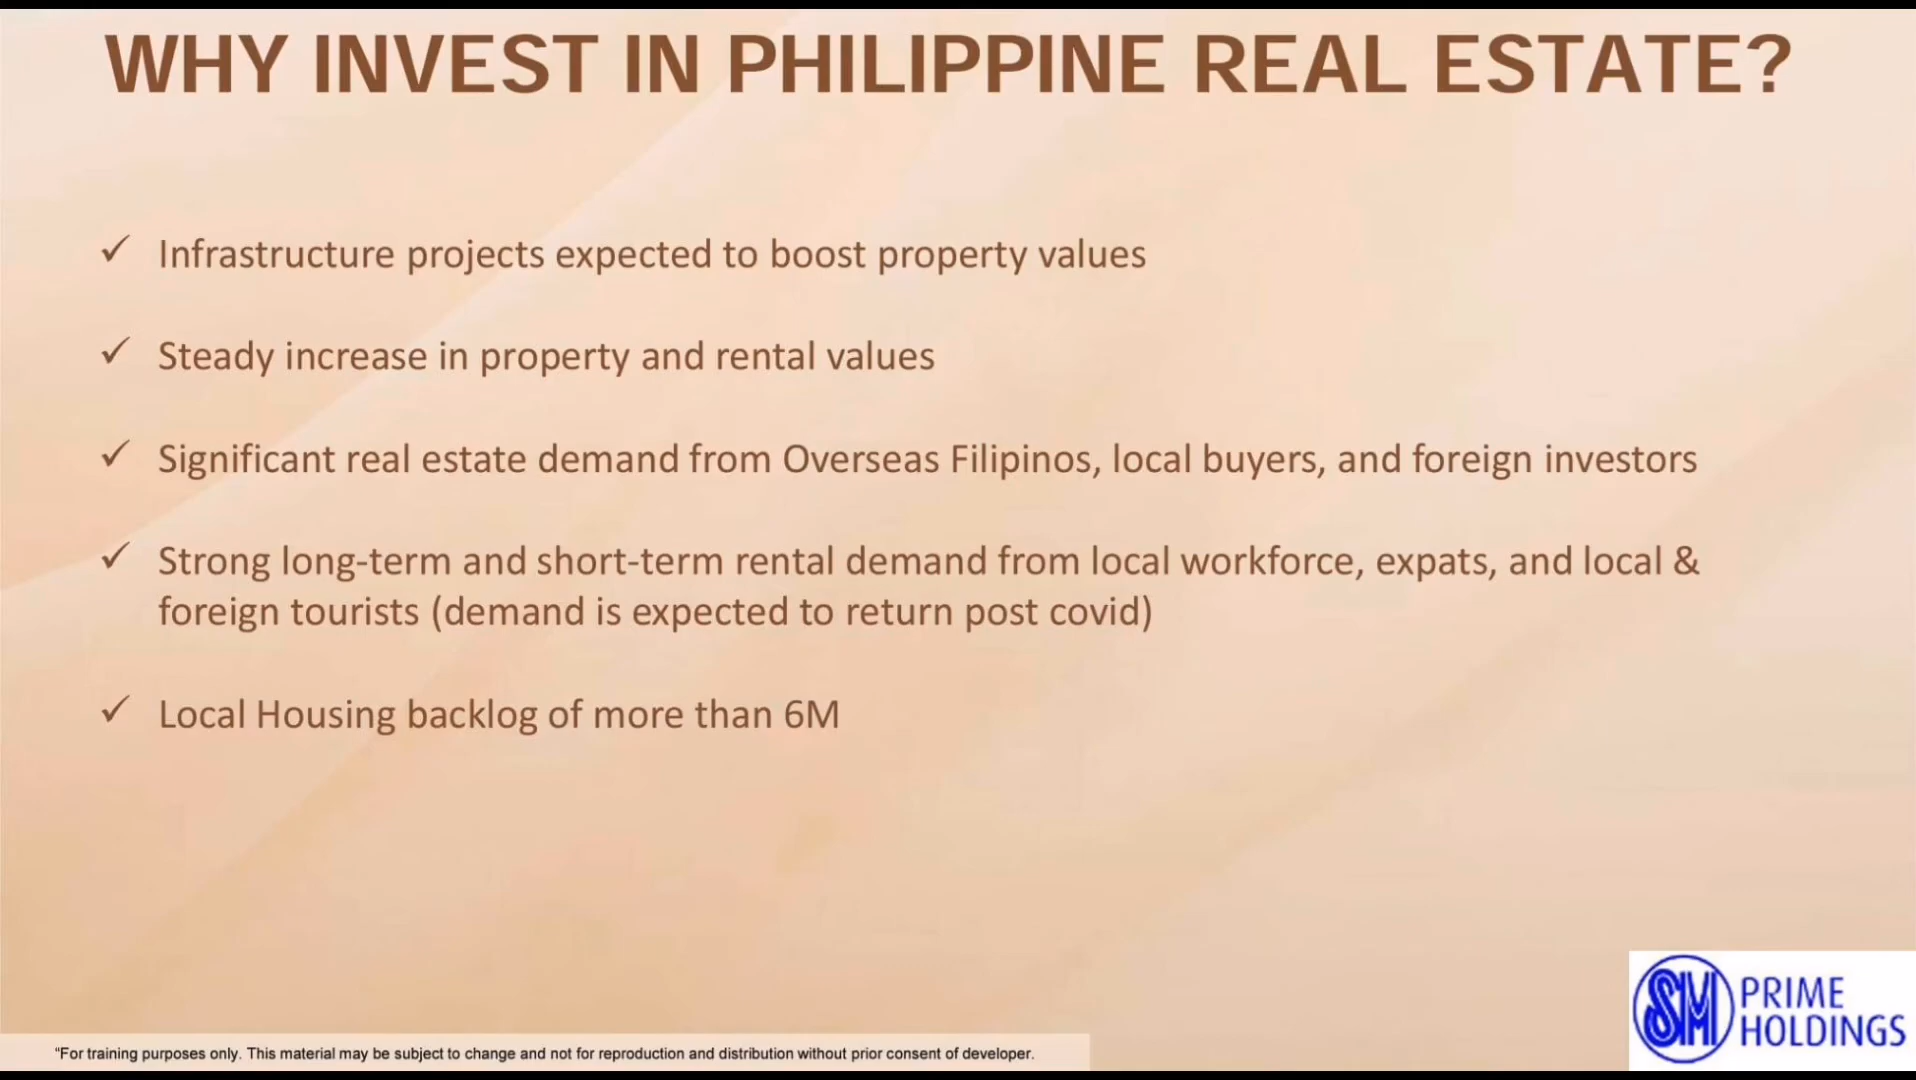 WHY INVEST IN PHILIPPINE REAL ESTATE?
✓ Infrastructure projects expected to boost property values
✓ Steady increase in property and rental values
✓ Significant real estate demand from Overseas Filipinos, local buyers, and foreign investors
✓ Strong long-term and short-term rental demand from local workforce, expats, and local &
foreign tourists (demand is expected to return post covid)
✓ Local Housing backlog of more than 6M
"For training purposes only. This material may be subject to change and not for reproduction and distribution without prior consent of developer.
SM PRIME
HOLDINGS